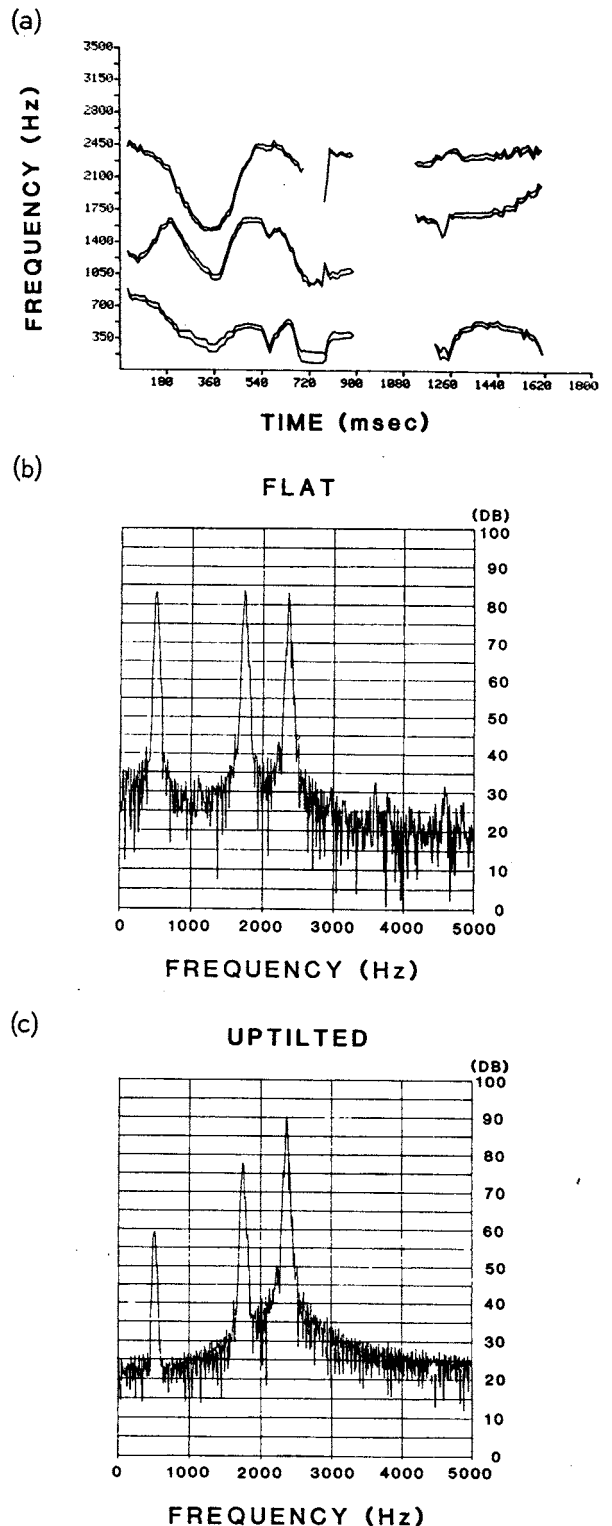 (a)
FREQUENCY (Hz)
3500
3150
2800
2450
2100
1750
1400
1050
700
350
180 360 540 720 900 1080 1260 1440 1620 1800
TIME (msec)
(b)
FLAT
(DB)
100
90
80
70
60
50
40
30
20
10
0
0 1000 2000 3000 4000 5000
FREQUENCY (Hz)
(c)
UPTILTED
(DB)
100
90
80
70
60
50
40
30
20
10
0
0 1000 2000 3000 4000 5000
FREQUENCY (Hz)